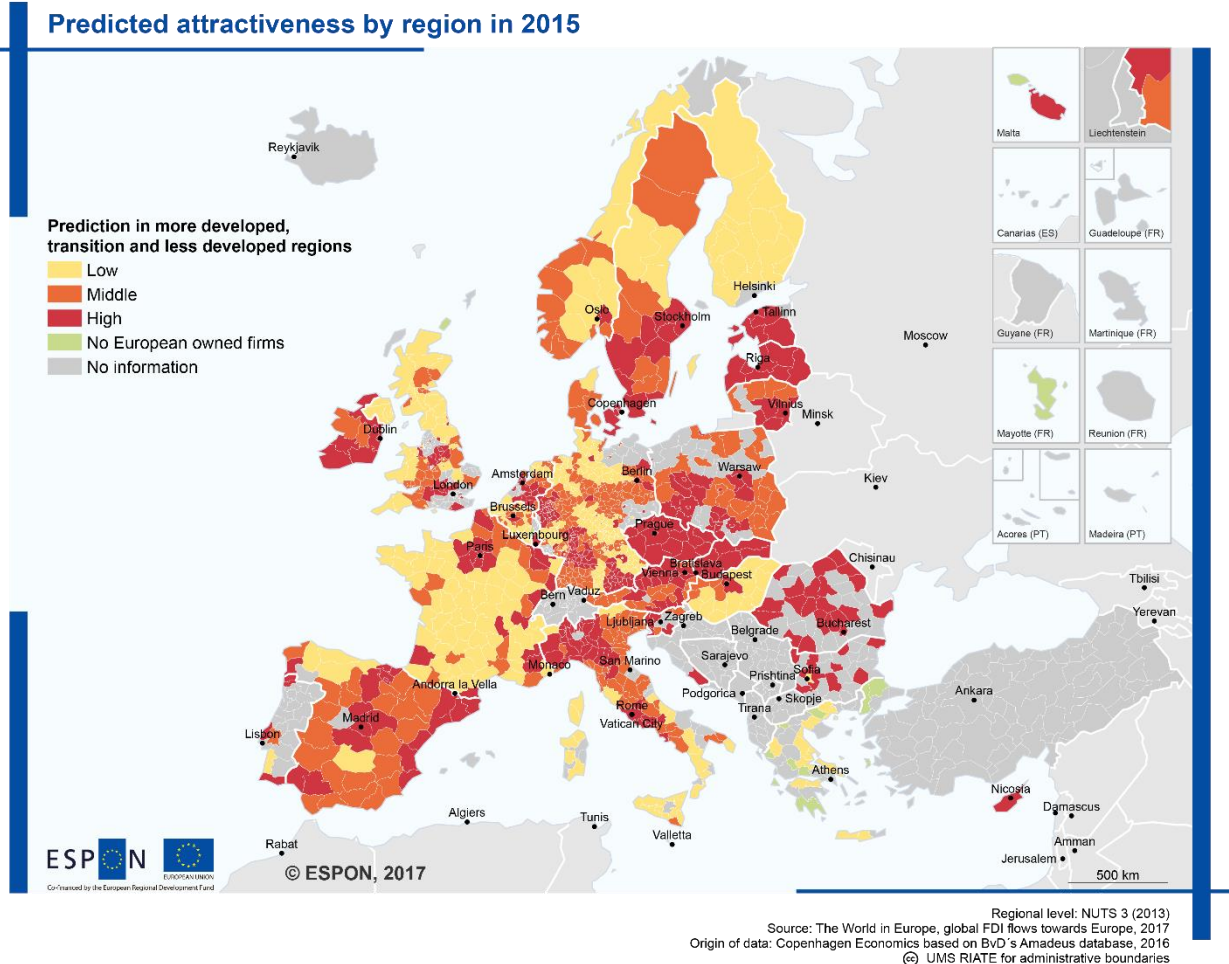 Predicted attractiveness by region in 2015
Reykjavik
Prediction in more developed,
transition and less developed regions
Low
Middle
High
No European owned firms
No information
Malta
Liechtenstein
Canarias (ES)
Guadeloupe (FR)
Guyane (FR)
Martinique (FR)
Mayotte (FR)
Reunion (FR)
Acores (PT)
Madeira (PT)
Helsinki
Oslo
Stockholm
Tallinn
Moscow
Riga
Copenhagen
Vilnius
Minsk
Dublin
Amsterdam
Berlin
Warsaw
London
Kiev
Brussels
Prague
Luxembourg
Paris
Chisinau
Bratislava
Vienna
Budapest
Bern
Vaduz
Tbilisi
Yerevan
Ljubljana
Zagreb
Belgrade
Bucharest
Monaco
San Marino
Sarajevo
Sofia
Prishtina
Andorra la Vella
Podgorica
Skopje
Ankara
Rome
Tirana
Madrid
Vatican City
Lisbon
Athens
Nicosia
Damascus
Algiers
Tunis
Valletta
Rabat
Amman
Jerusalem
500 km
ESPON
EUROPEAN UNION
Co-financed by the European Regional Development Fund
© ESPON, 2017
Regional level: NUTS 3 (2013)
Source: The World in Europe, global FDI flows towards Europe, 2017
Origin of data: Copenhagen Economics based on BvD´s Amadeus database, 2016
(cc) UMS RIATE for administrative boundaries